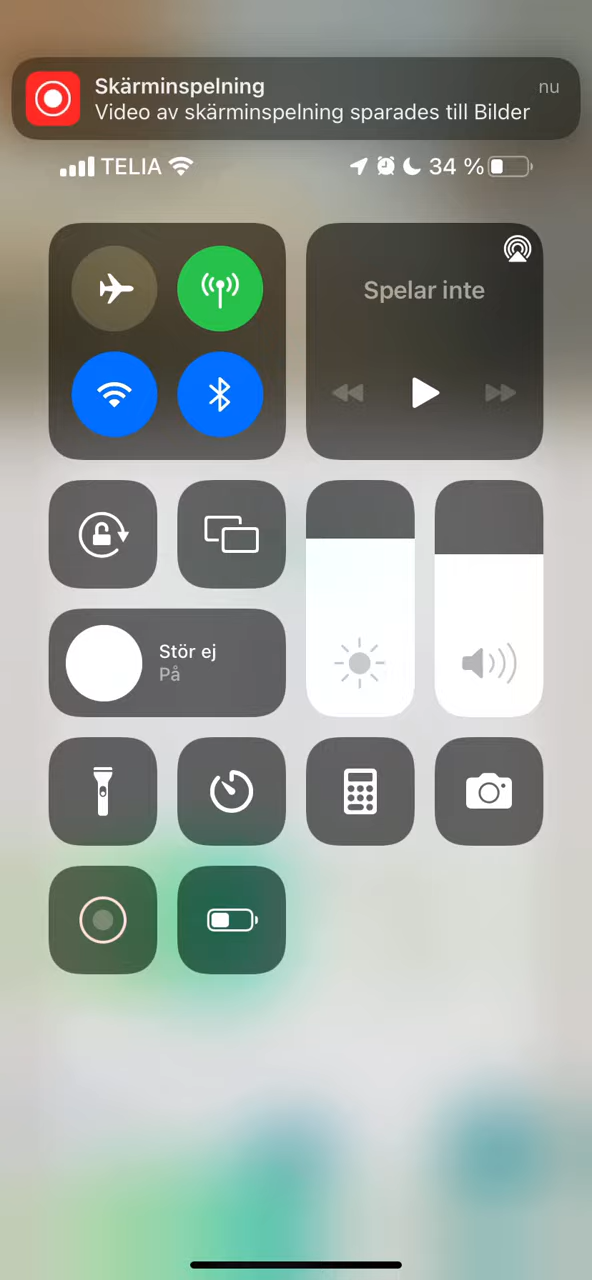 Skärminspelning
nu
Video av skärminspelning sparades till Bilder
TELIA
34 %
Spelar inte
Stör ej
På